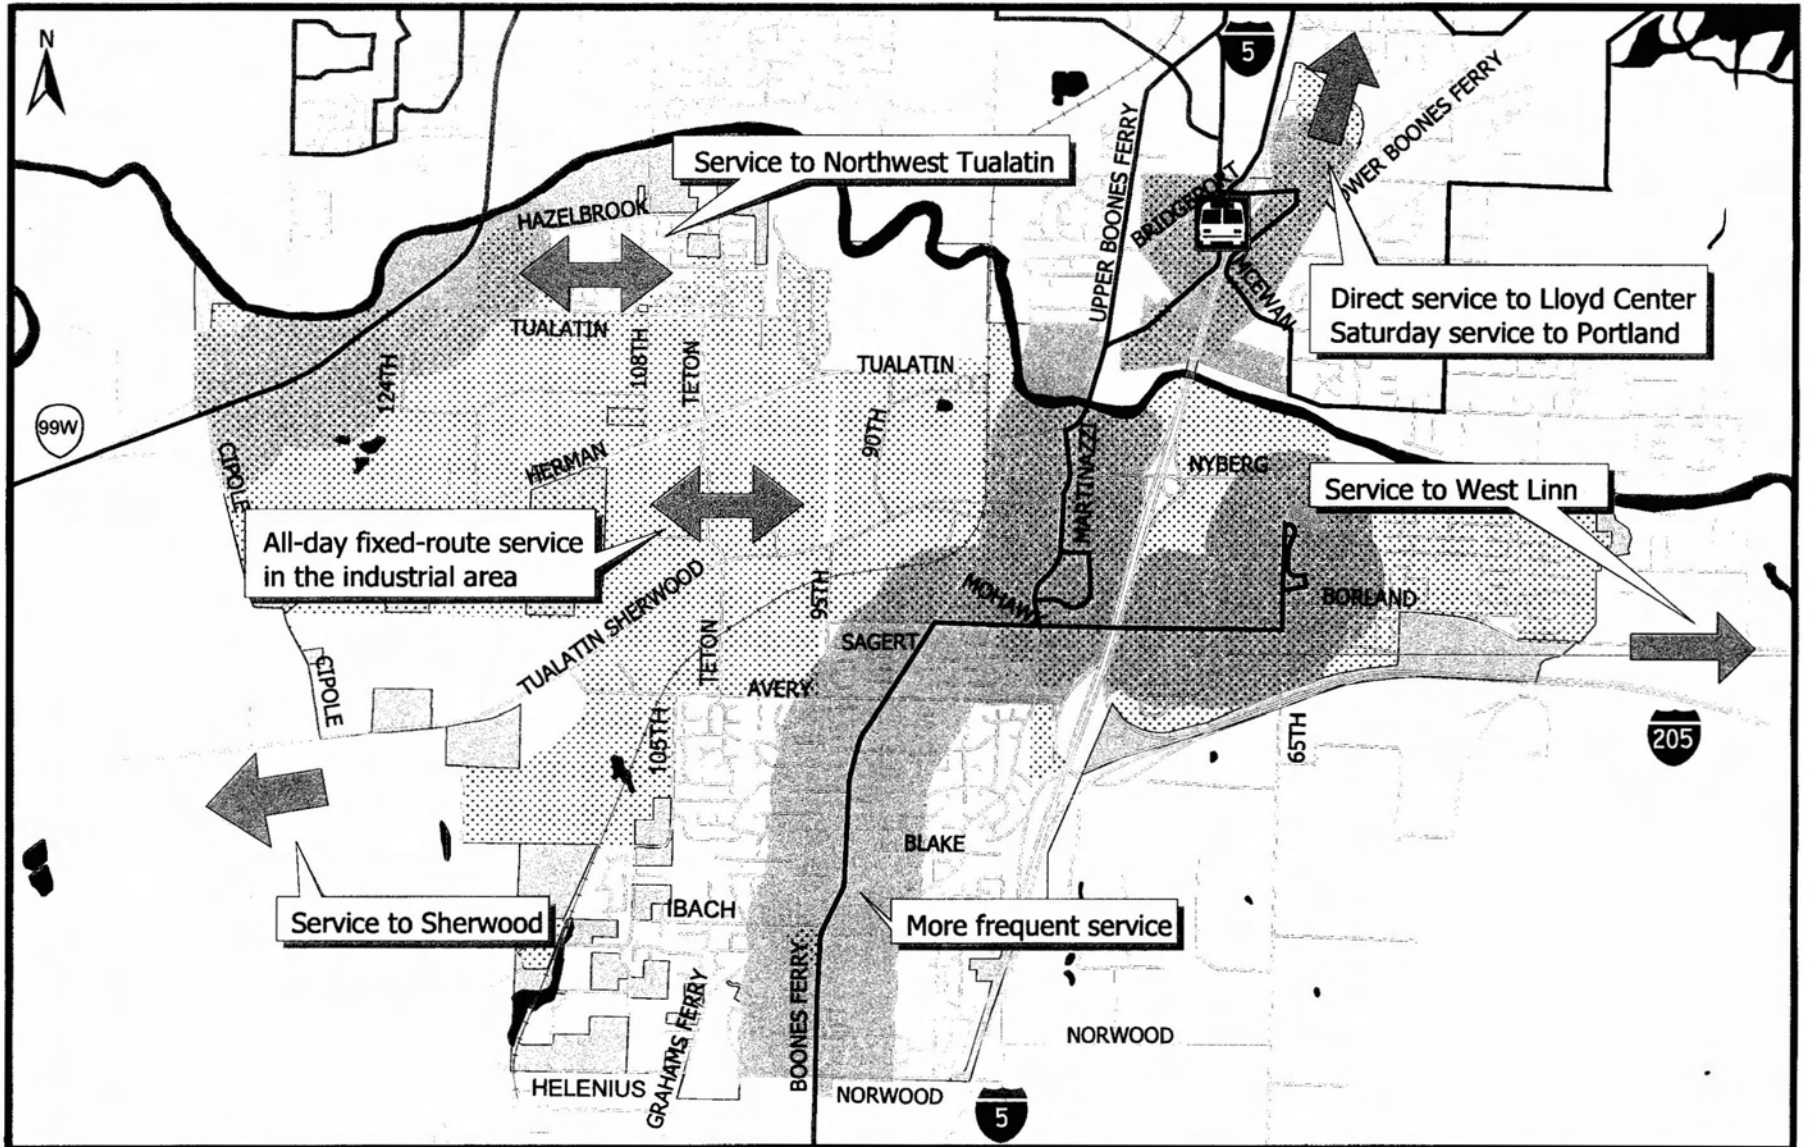 N
5
UPPER BOONES FERRY
LOWER BOONES FERRY
Service to Northwest Tualatin
HAZELBROOK
BRIDGEPORT
MCEWAN
Direct service to Lloyd Center
Saturday service to Portland
TUALATIN
108TH
TETON
124TH
TUALATIN
99W
90TH
CIPOLE
HERMAN
MARTINAZZI
NYBERG
Service to West Linn
All-day fixed-route service
in the industrial area
TUALATIN SHERWOOD
95TH
MOHAWK
BORLAND
SAGERT
TETON
CIPOLE
AVERY
105TH
65TH
205
BLAKE
Service to Sherwood
IBACH
More frequent service
GRAHAMS FERRY
BOONES FERRY
NORWOOD
HELENIUS
NORWOOD
5